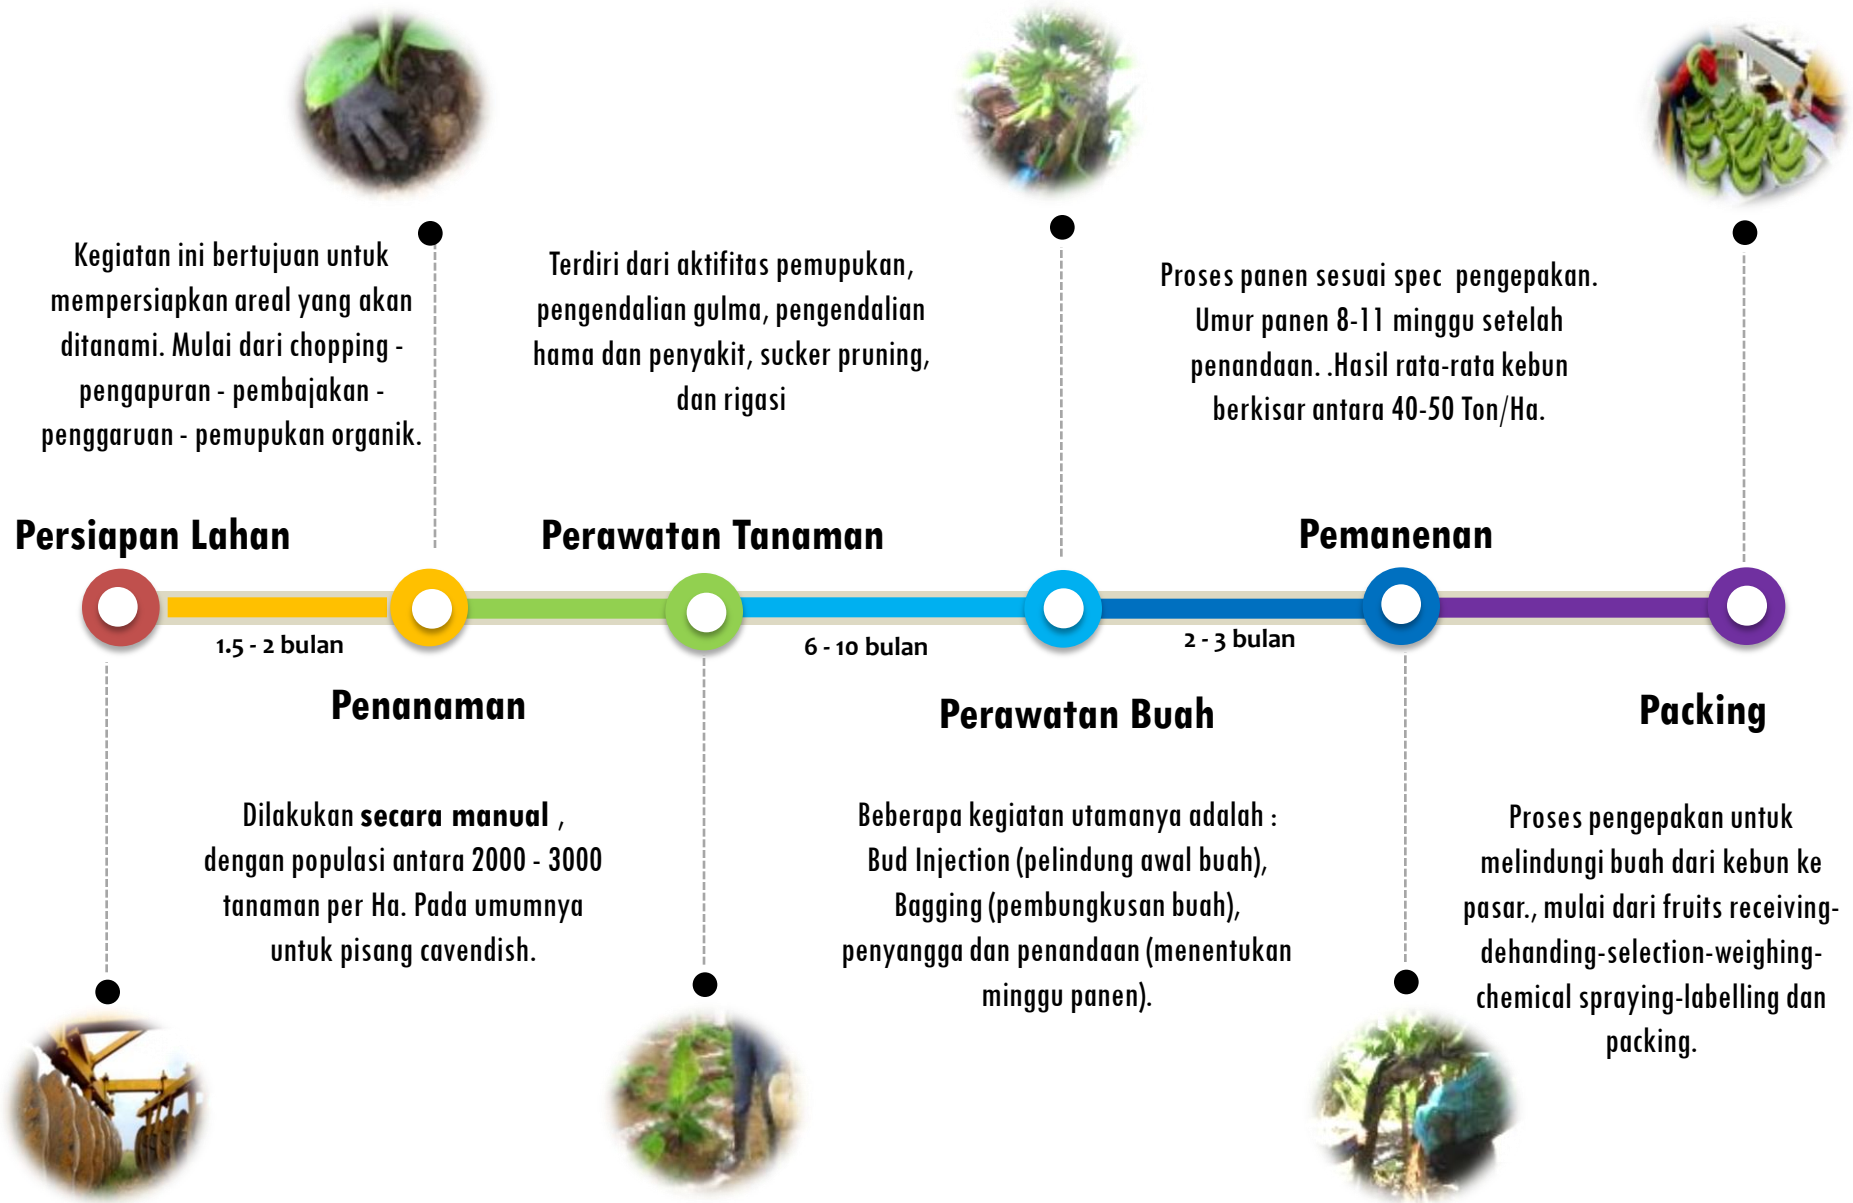 Kegiatan ini bertujuan untuk
mempersiapkan areal yang akan
ditanami. Mulai dari chopping -
pengapuran - pembajakan -
penggaruan - pemupukan organik.
Persiapan Lahan
1.5 - 2 bulan
Penanaman
Dilakukan secara manual ,
dengan populasi antara 2000 - 3000
tanaman per Ha. Pada umumnya
untuk pisang cavendish.
Terdiri dari aktifitas pemupukan,
pengendalian gulma, pengendalian
hama dan penyakit, sucker pruning,
dan rigasi
Perawatan Tanaman
6 - 10 bulan
Perawatan Buah
Beberapa kegiatan utamanya adalah :
Bud Injection (pelindung awal buah),
Bagging (pembungkusan buah),
penyangga dan penandaan (menentukan
minggu panen).
Proses panen sesuai spec  pengepakan.
Umur panen 8-11 minggu setelah
penandaan. .Hasil rata-rata kebun
berkisar antara 40-50 Ton/Ha.
Pemanenan
2 - 3 bulan
Packing
Proses pengepakan untuk
melindungi buah dari kebun ke
pasar., mulai dari fruits receiving-
dehanding-selection-weighing-
chemical spraying-labelling dan
packing.